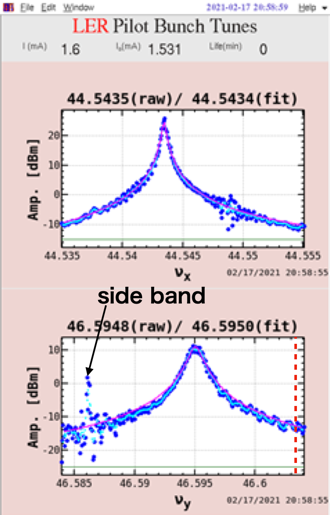 File Edit Window 2021-02-17 20:58:59 Help
LER Pilot Bunch Tunes
I (mA) 1.6 I₀(mA) 1.531 Life(min) 0
44.5435(raw)/ 44.5434(fit)
Amp. [dBm]
20
10
0
-10
44.535 44.54 44.545 44.55 44.555
νx
02/17/2021 20:58:55
side band
46.5948(raw)/ 46.5950(fit)
Amp. [dBm]
10
0
-10
-20
46.585 46.59 46.595 46.6
νy
02/17/2021 20:58:55